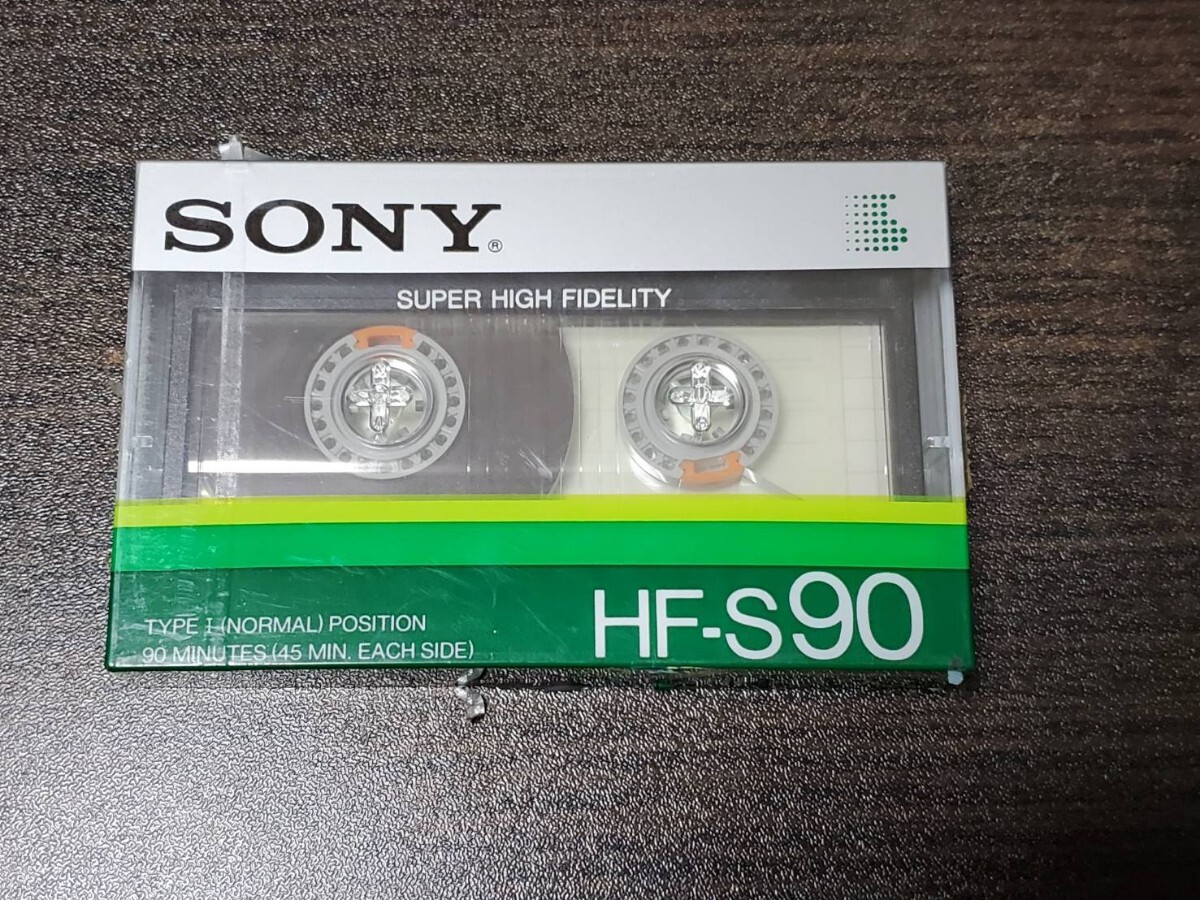 SONY®
SUPER HIGH FIDELITY
TYPE I (NORMAL) POSITION
90 MINUTES (45 MIN. EACH SIDE)
HF-S90